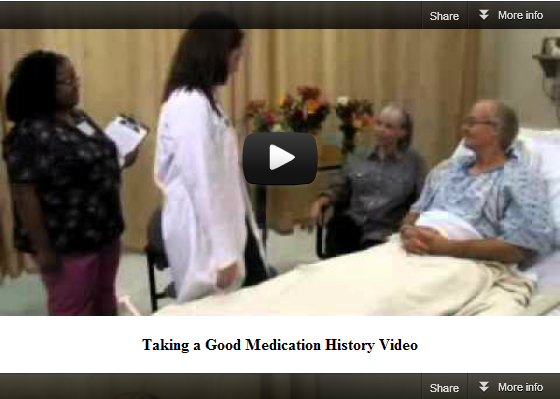 Share More info
Taking a Good Medication History Video
Share More info